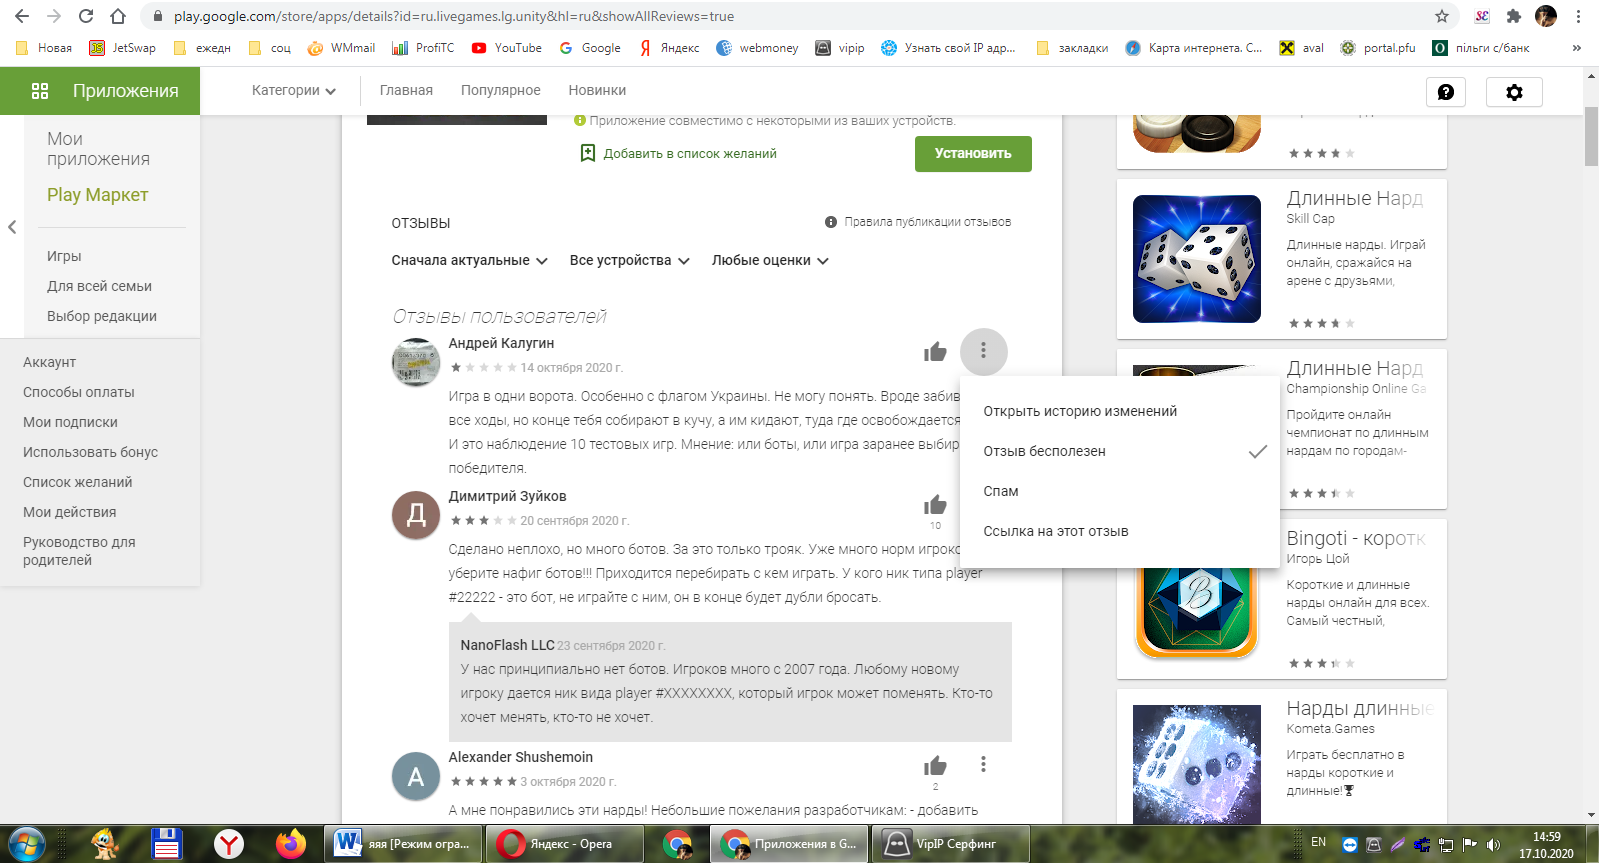 play.google.com/store/apps/details?id=ru.livegames.lg.unity&hl=ru&showAllReviews=true
Новая
JetSwap
ежедн
соц
WMmail
ProfiTC
YouTube
Google
Яндекс
webmoney
vipip
Узнать свой IP адр...
закладки
Карта интернета. С...
aval
portal.pfu
пільги с/банк
»
Приложения
Категории
Главная
Популярное
Новинки
Мои
приложения
Play Маркет
Игры
Для всей семьи
Выбор редакции
Аккаунт
Способы оплаты
Мои подписки
Использовать бонус
Список желаний
Мои действия
Руководство для
родителей
Приложение совместимо с некоторыми из ваших устройств.
Добавить в список желаний
Установить
ОТЗЫВЫ
Правила публикации отзывов
Сначала актуальные
Все устройства
Любые оценки
Отзывы пользователей
Андрей Калугин
14 октября 2020 г.
Игра в одни ворота. Особенно с флагом Украины. Не могу понять. Вроде забив
все ходы, но конце тебя собирают в кучу, а им кидают, туда где освобождается
И это наблюдение 10 тестовых игр. Мнение: или боты, или игра заранее выбир
победителя.
Открыть историю изменений
Отзыв бесполезен
Спам
Ссылка на этот отзыв
Д
Димитрий Зуйков
20 сентября 2020 г.
10
Сделано неплохо, но много ботов. За это только трояк. Уже много норм игроко
уберите нафиг ботов!!! Приходится перебирать с кем играть. У кого ник типа player
#22222 - это бот, не играйте с ним, он в конце будет дубли бросать.
NanoFlash LLC 23 сентября 2020 г.
У нас принципиально нет ботов. Игроков много с 2007 года. Любому новому
игроку дается ник вида player #XXXXXXXX, который игрок может поменять. Кто-то
хочет менять, кто-то не хочет.
A
Alexander Shushemoin
3 октября 2020 г.
2
А мне понравились эти нарды! Небольшие пожелания разработчикам: - добавить
Длинные Нард
Skill Cap
Длинные нарды. Играй
онлайн, сражайся на
арене с друзьями,
Длинные Нард
Championship Online Ga
Пройдите онлайн
чемпионат по длинным
нардам по городам-
Bingoti - коротк
Игорь Цой
Короткие и длинные
нарды онлайн для всех.
Самый честный,
B
Нарды длинные
Kometa.Games
Играть бесплатно в
нарды короткие и
длинные!
яяя [Режим огра...
Яндекс - Opera
Приложения в G...
VipIP Серфинг
EN
14:59
17.10.2020